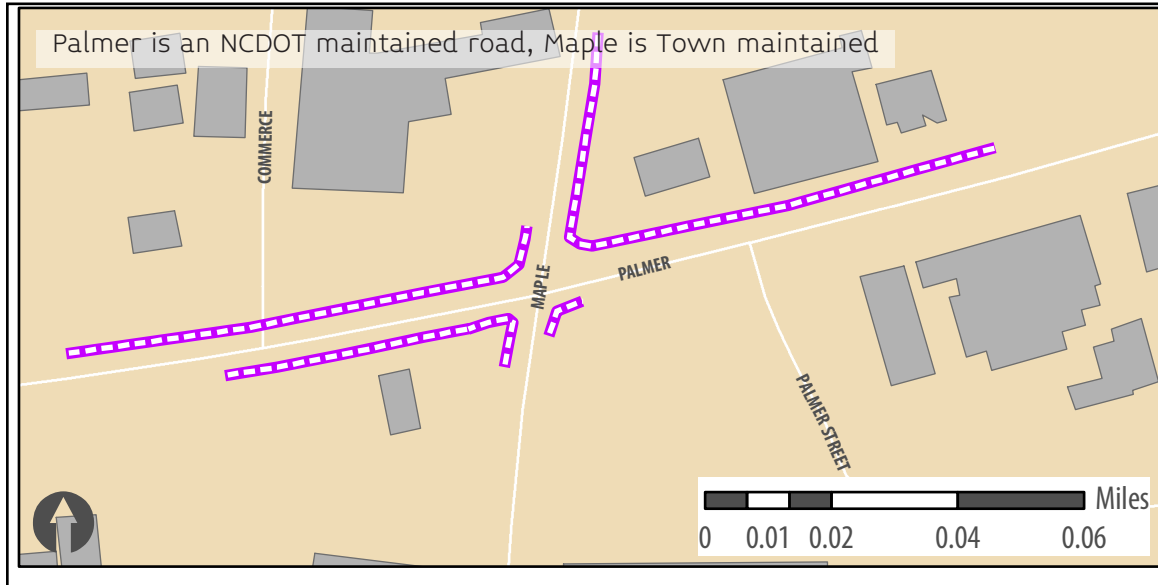 Palmer is an NCDOT maintained road, Maple is Town maintained
COMMERCE
MAPLE
PALMER
PALMER STREET
Miles
0 0.01 0.02 0.04 0.06